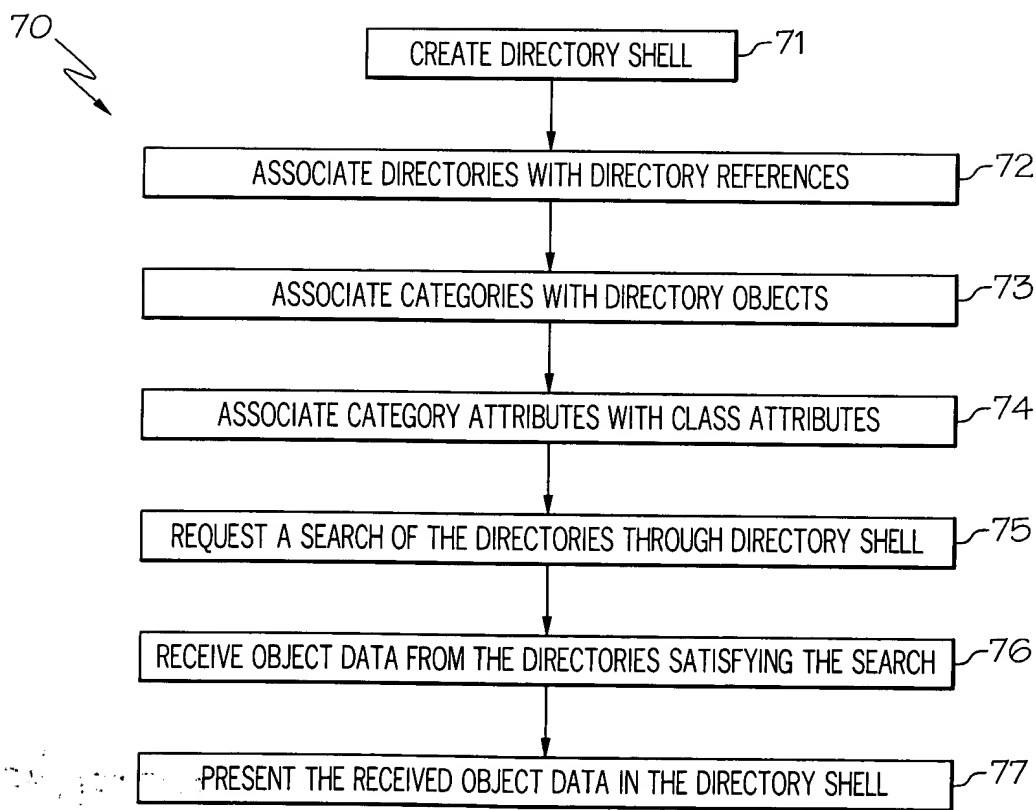 70
CREATE DIRECTORY SHELL 71
ASSOCIATE DIRECTORIES WITH DIRECTORY REFERENCES 72
ASSOCIATE CATEGORIES WITH DIRECTORY OBJECTS 73
ASSOCIATE CATEGORY ATTRIBUTES WITH CLASS ATTRIBUTES 74
REQUEST A SEARCH OF THE DIRECTORIES THROUGH DIRECTORY SHELL 75
RECEIVE OBJECT DATA FROM THE DIRECTORIES SATISFYING THE SEARCH 76
PRESENT THE RECEIVED OBJECT DATA IN THE DIRECTORY SHELL 77